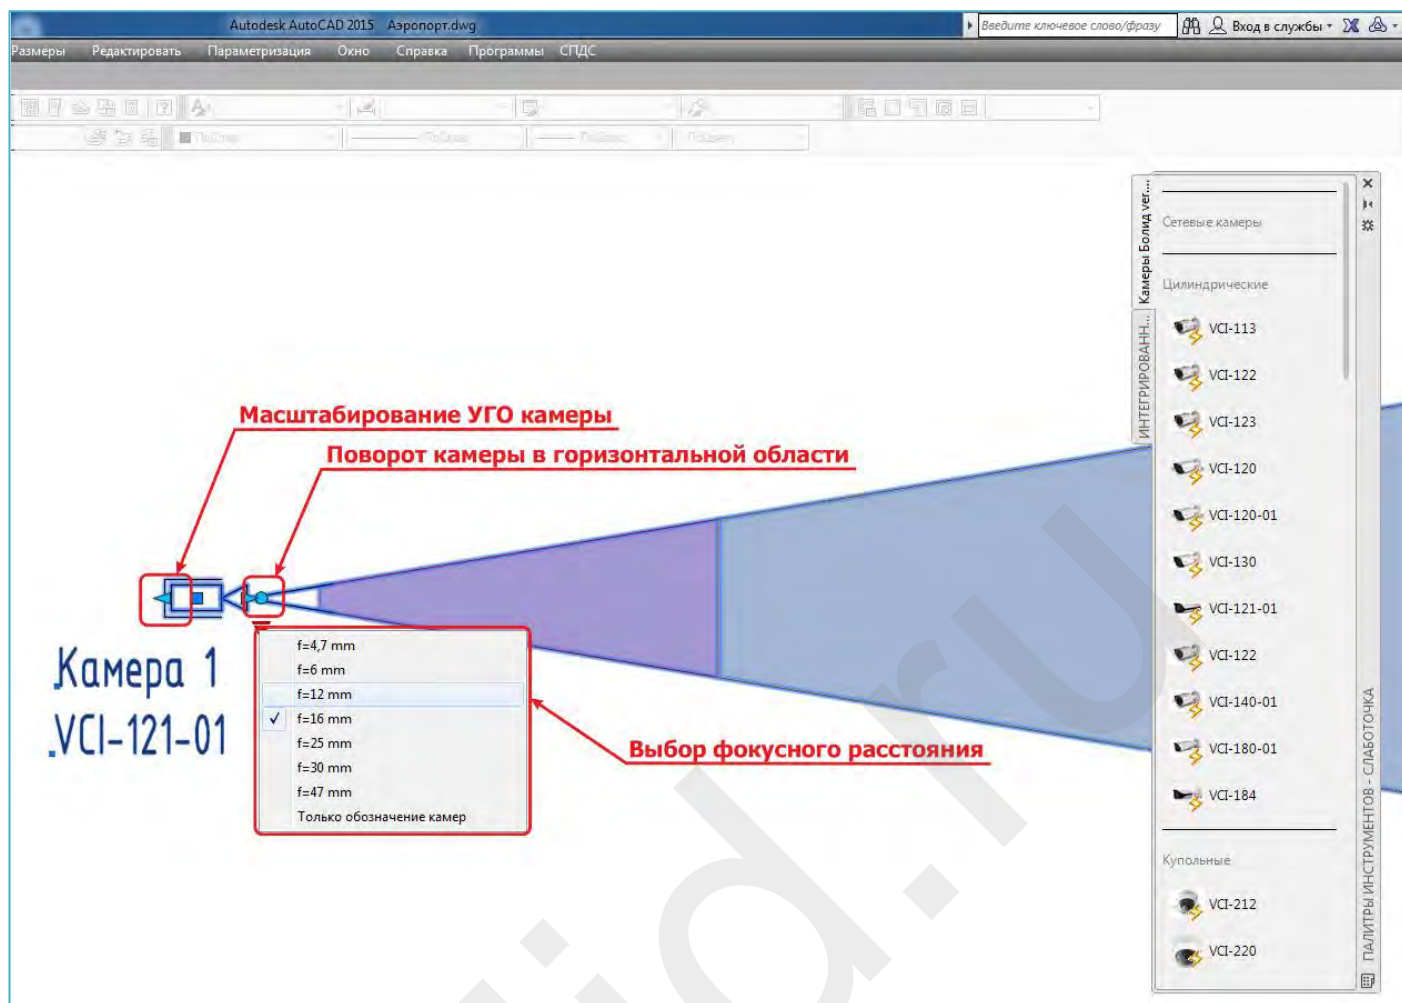 Autodesk AutoCAD 2015 Аэропорт.dwg
Введите ключевое слово/фразу
Вход в службы
Размеры Редактировать Параметризация Окно Справка Программы СПДС
Камеры Болид ver....
ИНТЕГРИРОВАНН...
Сетевые камеры
Цилиндрические
VCI-113
VCI-122
VCI-123
VCI-120
VCI-120-01
VCI-130
VCI-121-01
VCI-122
VCI-140-01
VCI-180-01
VCI-184
Купольные
VCI-212
VCI-220
ПАЛИТРЫ ИНСТРУМЕНТОВ - СЛАБОТОЧКА
Масштабирование УГО камеры
Поворот камеры в горизонтальной области
Камера 1
VCI-121-01
f=4,7 mm
f=6 mm
f=12 mm
f=16 mm
f=25 mm
f=30 mm
f=47 mm
Только обозначение камер
Выбор фокусного расстояния
lid.ru